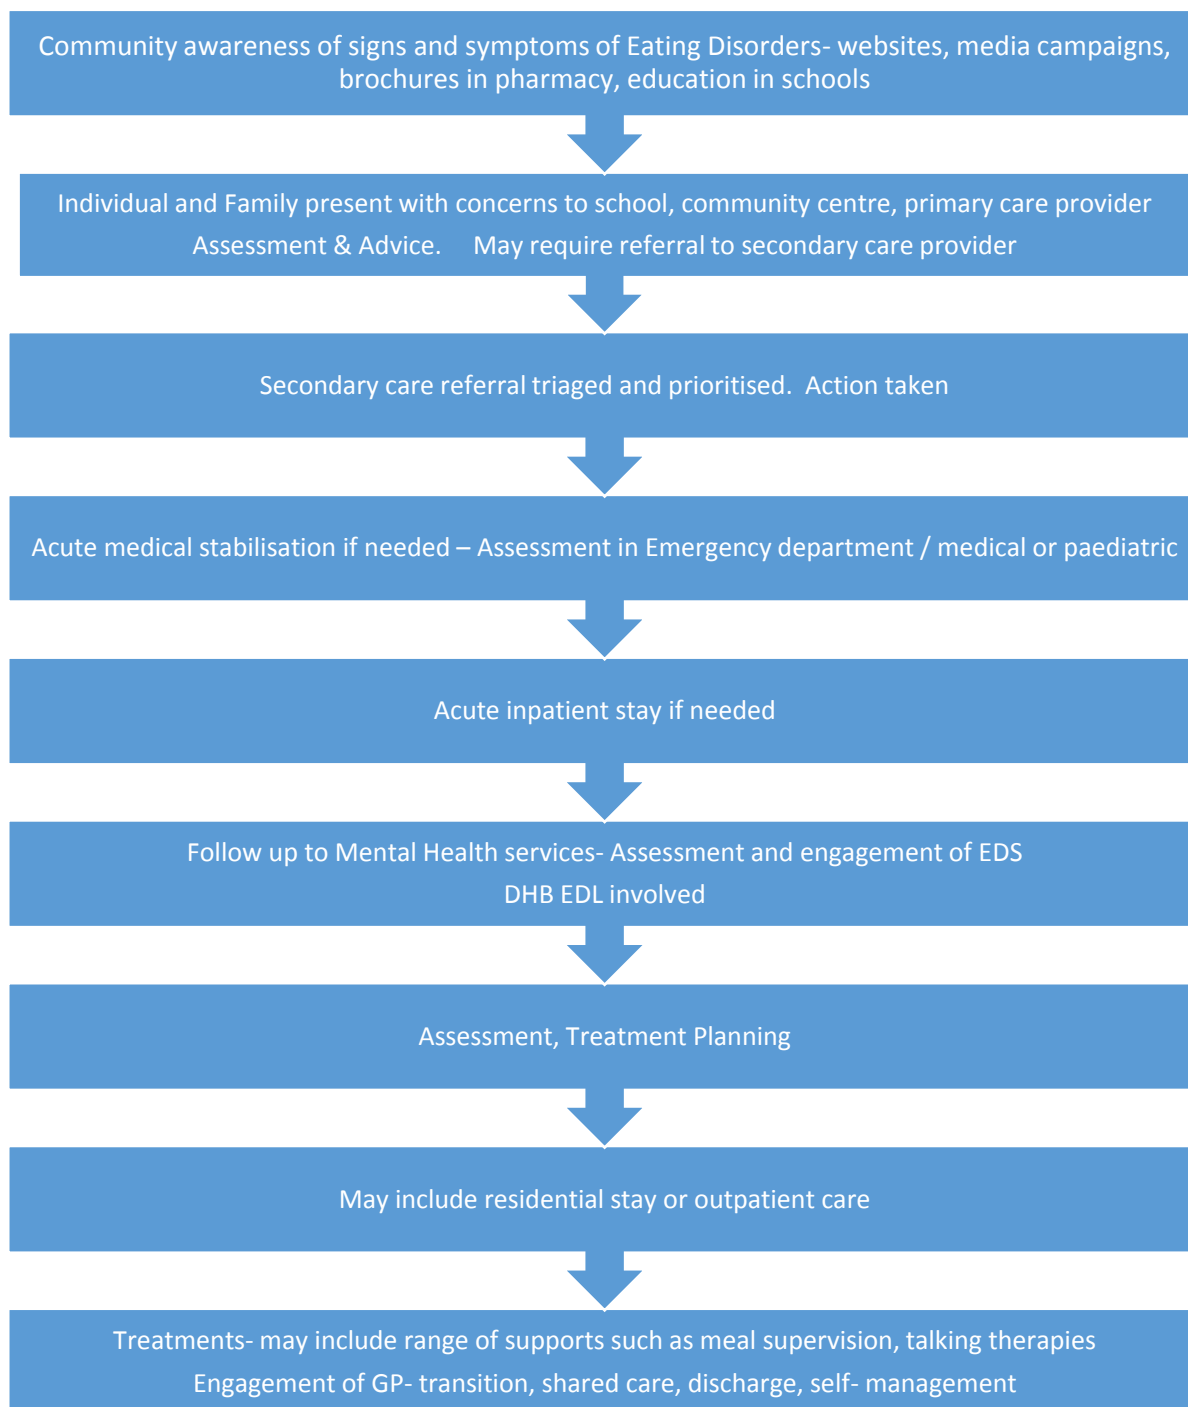 Community awareness of signs and symptoms of Eating Disorders- websites, media campaigns,
brochures in pharmacy, education in schools
Individual and Family present with concerns to school, community centre, primary care provider
Assessment & Advice.    May require referral to secondary care provider
Secondary care referral triaged and prioritised.  Action taken
Acute medical stabilisation if needed – Assessment in Emergency department / medical or paediatric
Acute inpatient stay if needed
Follow up to Mental Health services- Assessment and engagement of EDS
DHB EDL involved
Assessment, Treatment Planning
May include residential stay or outpatient care
Treatments- may include range of supports such as meal supervision, talking therapies
Engagement of GP- transition, shared care, discharge, self- management